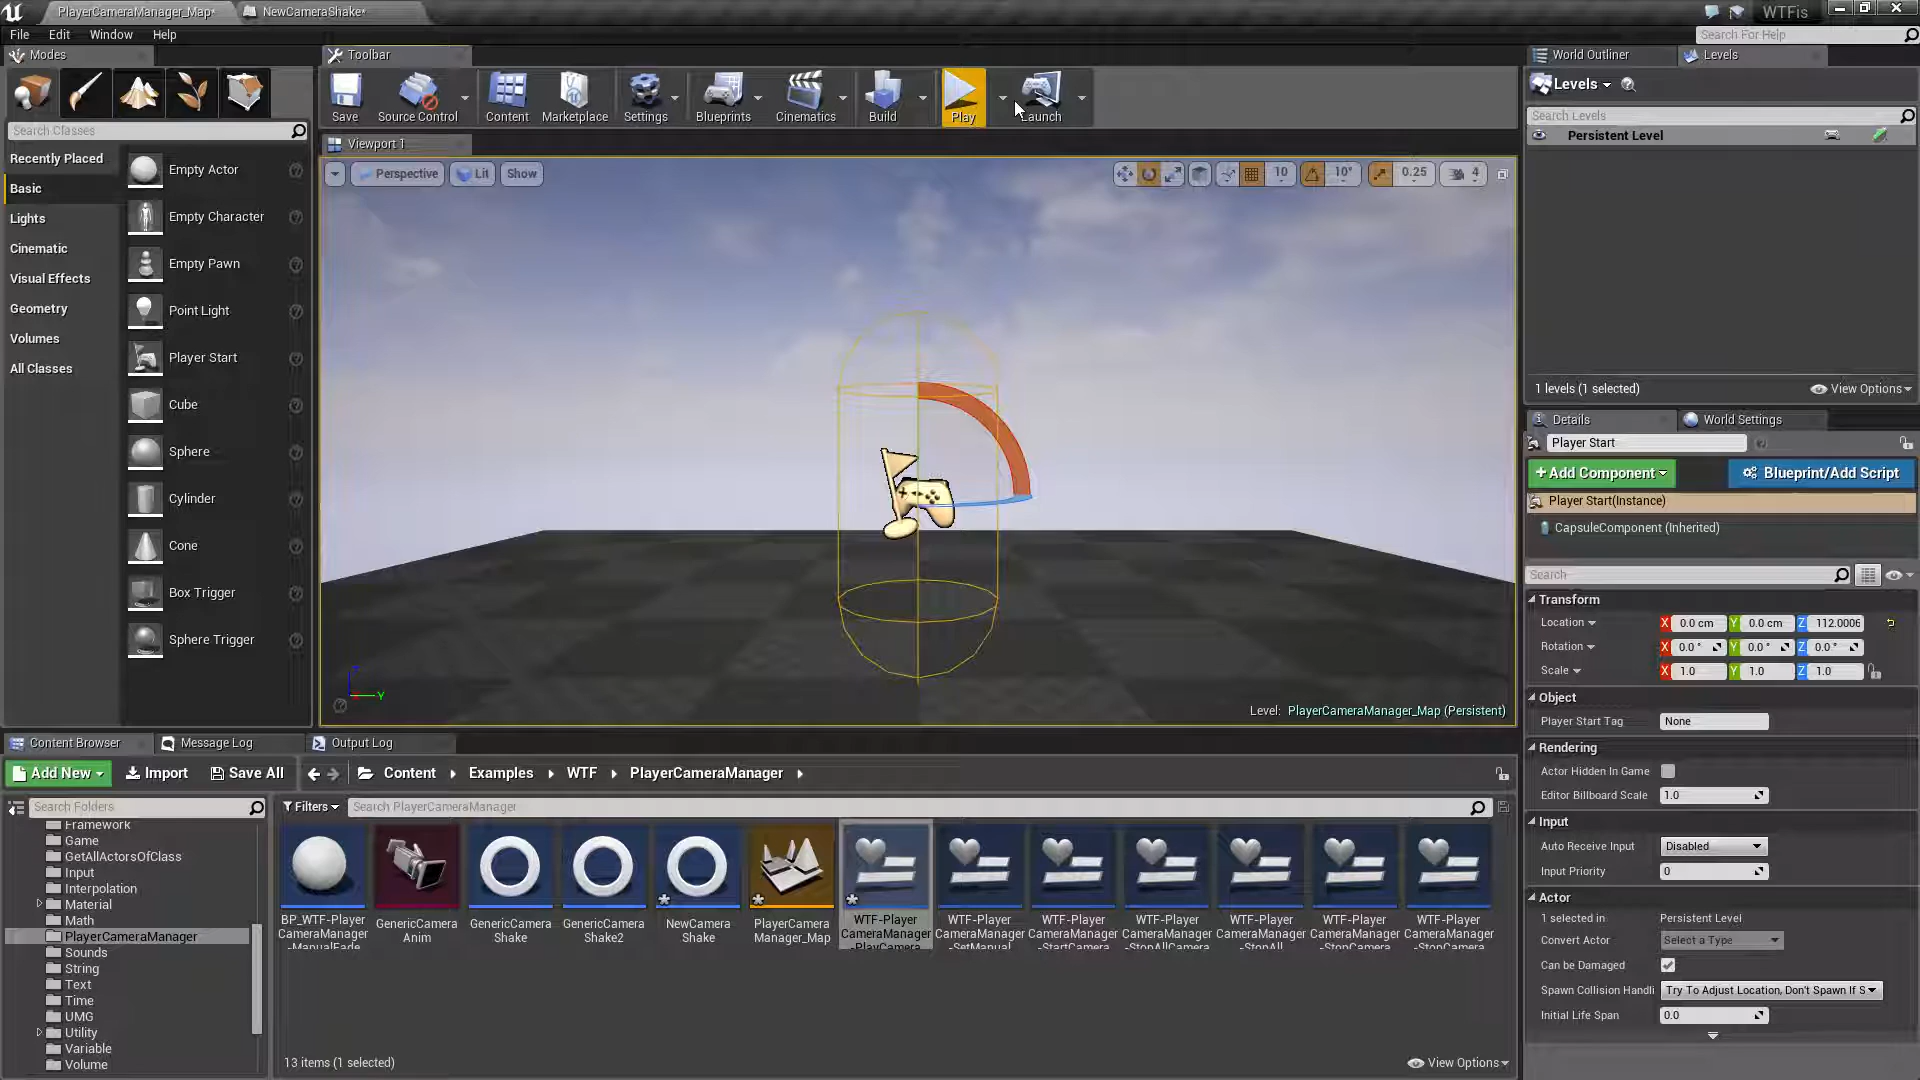 PlayerCameraManager_Map*
NewCameraShake*
WTFis
File Edit Window Help
Search For Help
Modes
Toolbar
World Outliner
Levels
Save
Source Control
Content
Marketplace
Settings
Blueprints
Cinematics
Build
Play
Launch
Levels
Search Classes
Search Levels
Persistent Level
Viewport 1
Recently Placed
Basic
Lights
Cinematic
Visual Effects
Geometry
Volumes
All Classes
Empty Actor
Empty Character
Empty Pawn
Point Light
Player Start
Cube
Sphere
Cylinder
Cone
Box Trigger
Sphere Trigger
Perspective
Lit
Show
10
10°
0.25
4
Y
Level: PlayerCameraManager_Map (Persistent)
1 levels (1 selected)
View Options
Details
World Settings
Player Start
+ Add Component
Blueprint/Add Script
Player Start(Instance)
CapsuleComponent (Inherited)
Search
Transform
Location X 0.0 cm Y 0.0 cm Z 112.0006
Rotation X 0.0 ° Y 0.0 ° Z 0.0 °
Scale X 1.0 Y 1.0 Z 1.0
Object
Player Start Tag None
Rendering
Actor Hidden In Game
Editor Billboard Scale 1.0
Input
Auto Receive Input Disabled
Input Priority 0
Actor
1 selected in Persistent Level
Convert Actor Select a Type
Can be Damaged
Spawn Collision Handli Try To Adjust Location, Don't Spawn If S
Initial Life Span 0.0
Content Browser
Message Log
Output Log
Add New
Import
Save All
Content
Examples
WTF
PlayerCameraManager
Search Folders
Filters
Search PlayerCameraManager
Framework
Game
GetAllActorsOfClass
Input
Interpolation
Material
Math
PlayerCameraManager
Sounds
String
Text
Time
UMG
Utility
Variable
Volume
BP_WTF-Player
CameraManager
-ManualFade
GenericCamera
Anim
GenericCamera
Shake
GenericCamera
Shake2
NewCamera
Shake
PlayerCamera
Manager_Map
WTF-Player
CameraManager
-PlayCamera
WTF-Player
CameraManager
-SetManual
WTF-Player
CameraManager
-StartCamera
WTF-Player
CameraManager
-StopAllCamera
WTF-Player
CameraManager
-StopAll
WTF-Player
CameraManager
-StopCamera
WTF-Player
CameraManager
-StopCamera
13 items (1 selected)
View Options